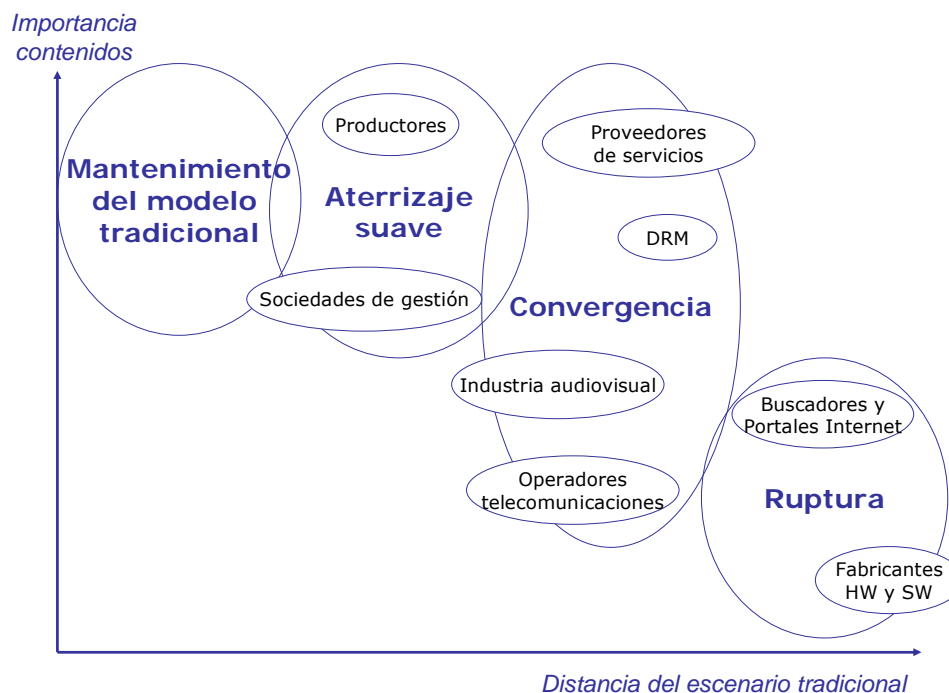 Importancia
contenidos
Productores
Proveedores
de servicios
Mantenimiento
del modelo
tradicional
Aterrizaje
suave
DRM
Sociedades de gestión
Convergencia
Industria audiovisual
Buscadores y
Portales Internet
Operadores
telecomunicaciones
Ruptura
Fabricantes
HW y SW
Distancia del escenario tradicional